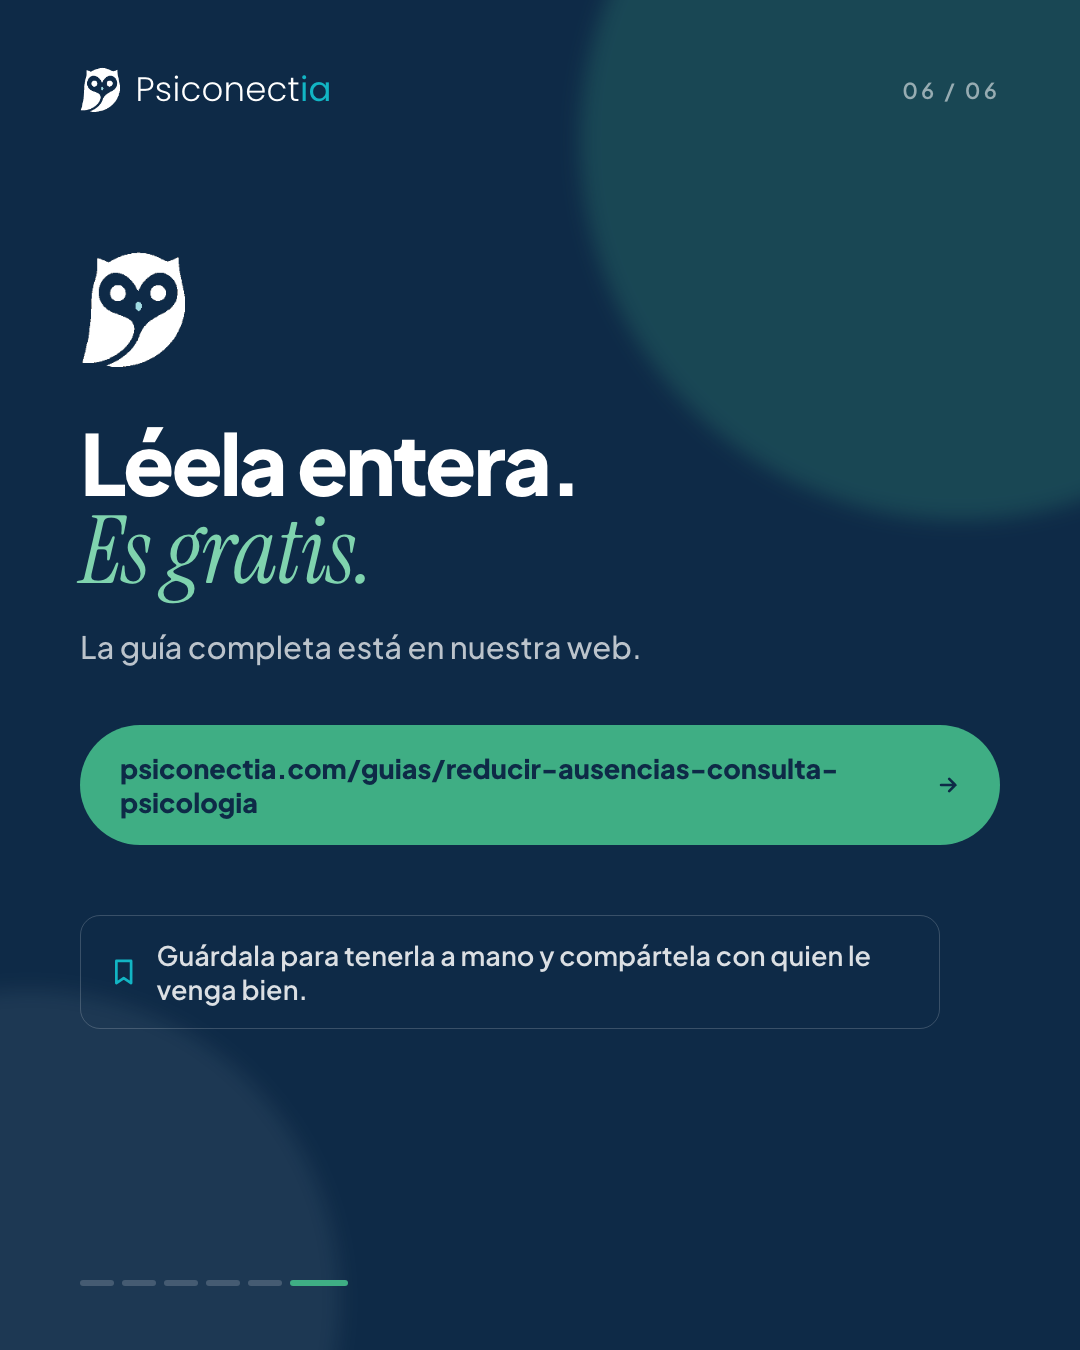 Psiconectia
06 / 06
Léela entera.
Es gratis.
La guía completa está en nuestra web.
psiconectia.com/guias/reducir-ausencias-consulta-
psicologia
→
Guárdala para tenerla a mano y compártela con quien le
venga bien.